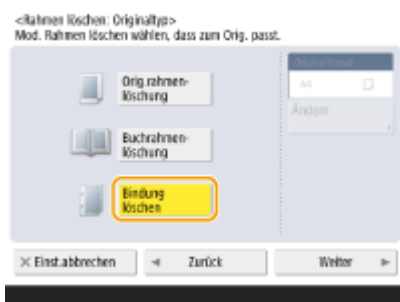 <Rahmen löschen: Originaltyp>
Mod. Rahmen löschen wählen, dass zum Orig. passt.
Originalformat
Orig.rahmen-
löschung
A4
Ändern
Buchrahmen-
löschung
Bindung
löschen
× Einst.abbrechen
◄ Zurück
Weiter ►